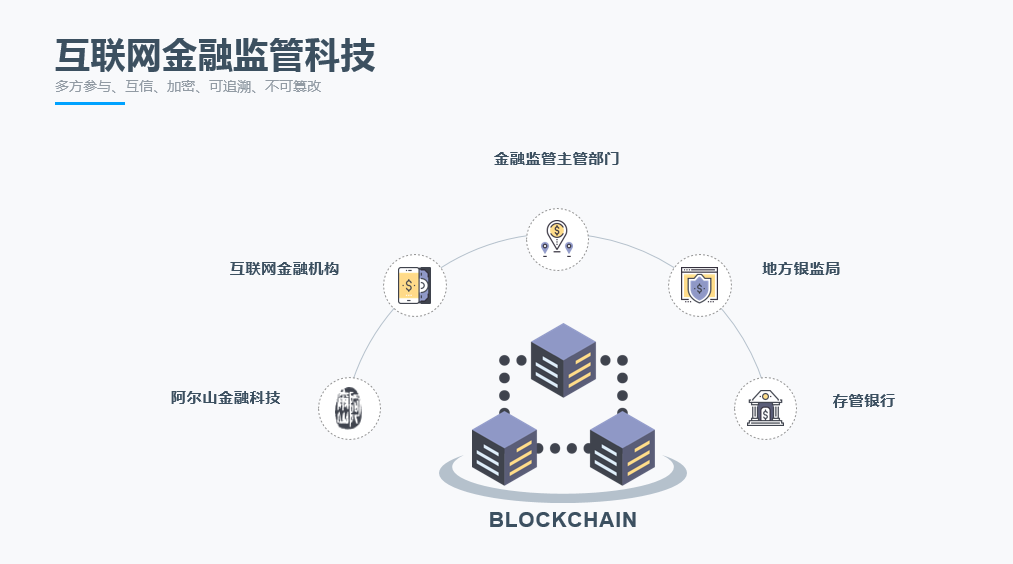 互联网金融监管科技
多方参与、互信、加密、可追溯、不可篡改
金融监管主管部门
互联网金融机构
地方银监局
阿尔山金融科技
存管银行
BLOCKCHAIN